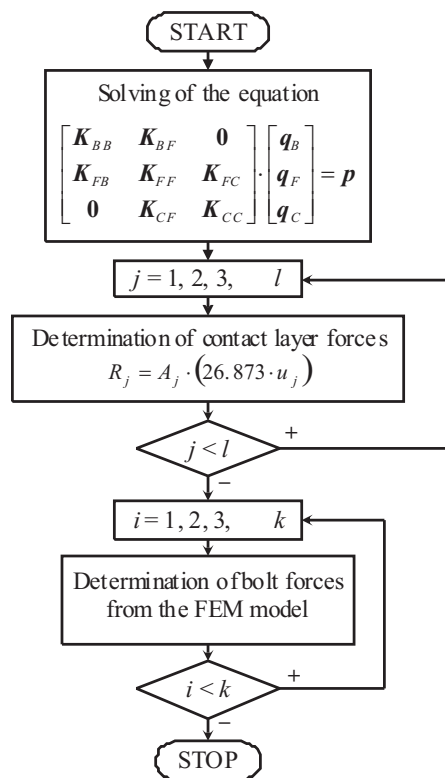 START
Solving of the equation
K_BB K_BF 0
K_FB K_FF K_FC
0 K_CF K_CC
·
q_B
q_F
q_C
= p
j = 1, 2, 3, l
Determination of contact layer forces
R_j = A_j · (26.873 · u_j)
j < l
+
−
i = 1, 2, 3, k
Determination of bolt forces
from the FEM model
i < k
+
−
STOP